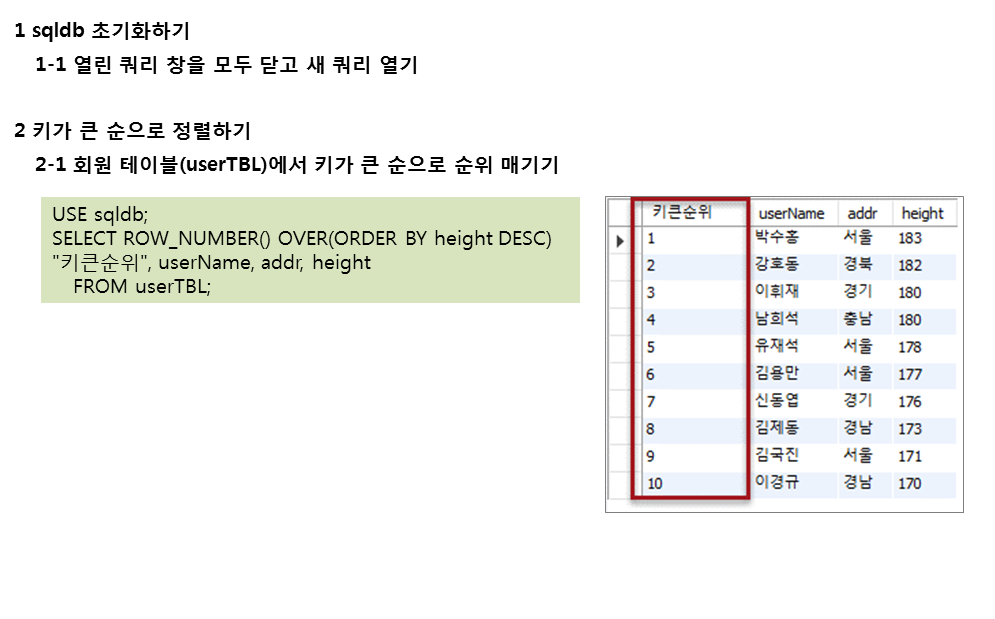 1 sqldb 초기화하기
1-1 열린 쿼리 창을 모두 닫고 새 쿼리 열기
2 키가 큰 순으로 정렬하기
2-1 회원 테이블(userTBL)에서 키가 큰 순으로 순위 매기기
USE sqldb;
SELECT ROW_NUMBER() OVER(ORDER BY height DESC)
"키큰순위", userName, addr, height
FROM userTBL;
키큰순위 userName addr height
1 박수홍 서울 183
2 강호동 경북 182
3 이휘재 경기 180
4 남희석 충남 180
5 유재석 서울 178
6 김용만 서울 177
7 신동엽 경기 176
8 김제동 경남 173
9 김국진 서울 171
10 이경규 경남 170